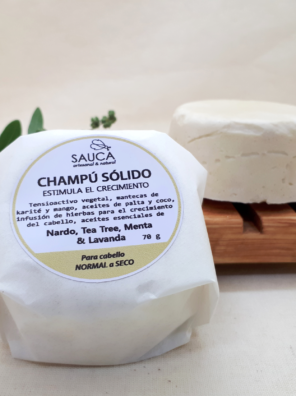 SAUCA
artesanal & natural
CHAMPÚ SÓLIDO
ESTIMULA EL CRECIMIENTO
Tensioactivo vegetal, mantecas de
karité y mango, aceites de palta y coco,
infusión de hierbas para el crecimiento
del cabello, aceites esenciales de
Nardo, Tea Tree, Menta
& Lavanda 70 g
Para cabello
NORMAL a SECO